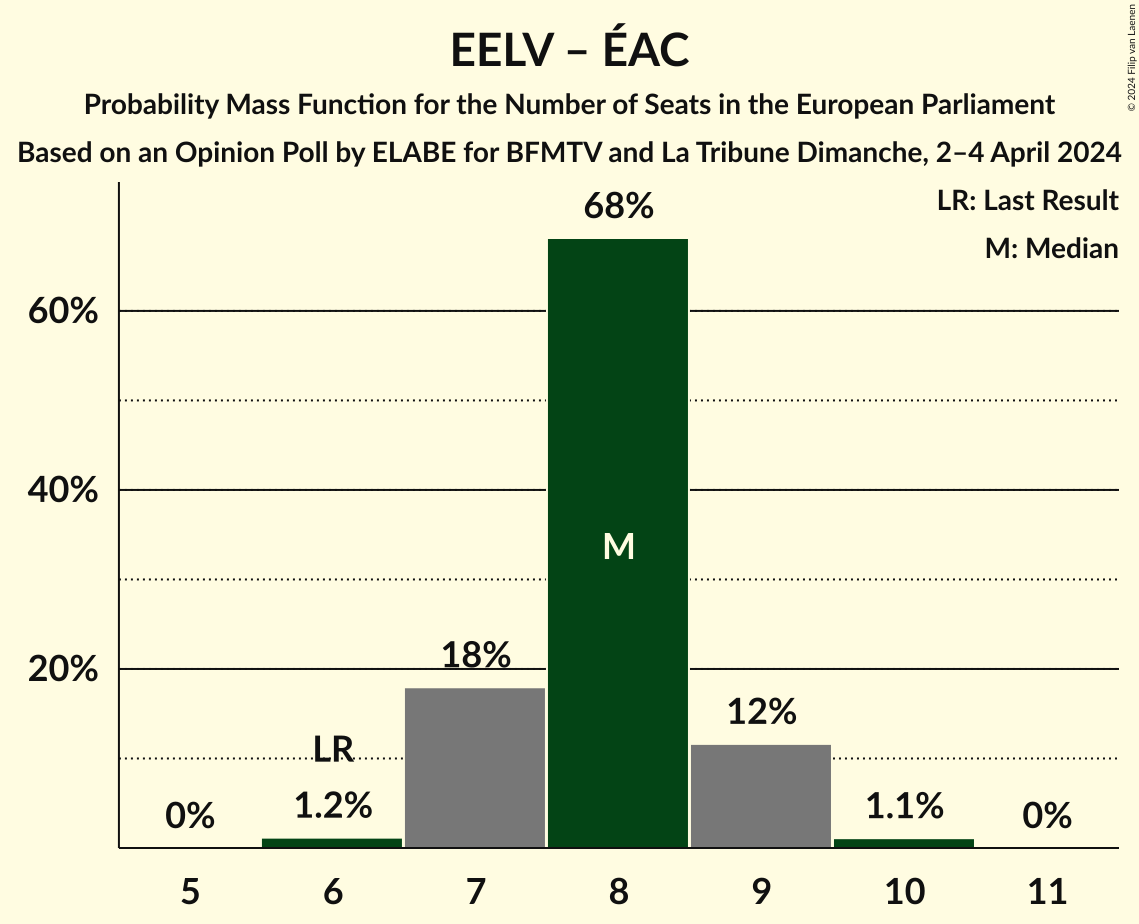 EELV – ÉAC
Probability Mass Function for the Number of Seats in the European Parliament
Based on an Opinion Poll by ELABE for BFMTV and La Tribune Dimanche, 2–4 April 2024
© 2024 Filip van Laenen
LR: Last Result
M: Median
68%
60%
40%
M
18%
20%
12%
LR
1.2%
0%
1.1%
0%
5 6 7 8 9 10 11